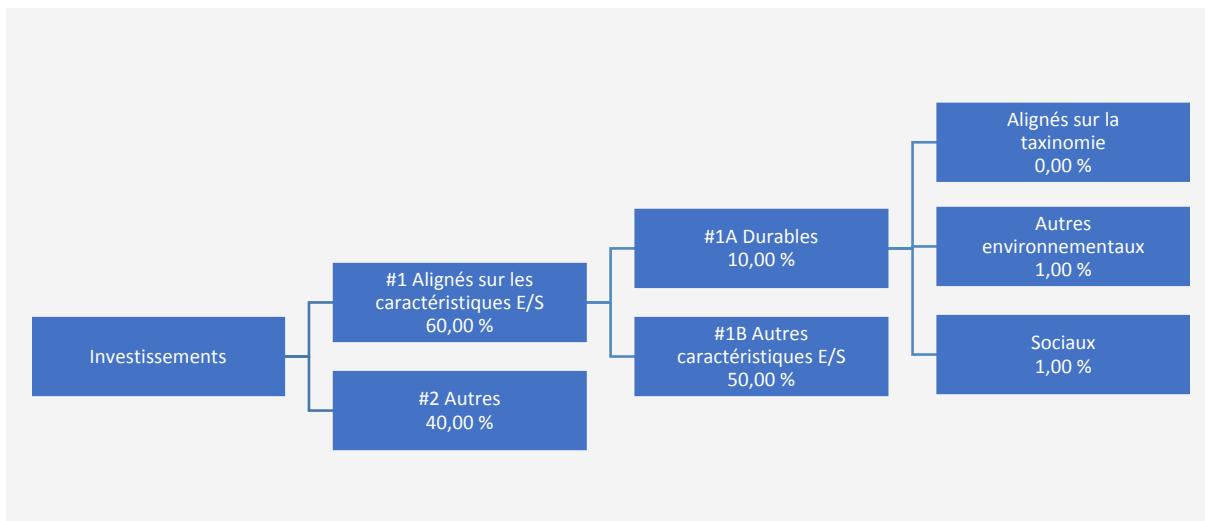 Investissements
#1 Alignés sur les
caractéristiques E/S
60,00 %
#2 Autres
40,00 %
#1A Durables
10,00 %
#1B Autres
caractéristiques E/S
50,00 %
Alignés sur la
taxinomie
0,00 %
Autres
environnementaux
1,00 %
Sociaux
1,00 %